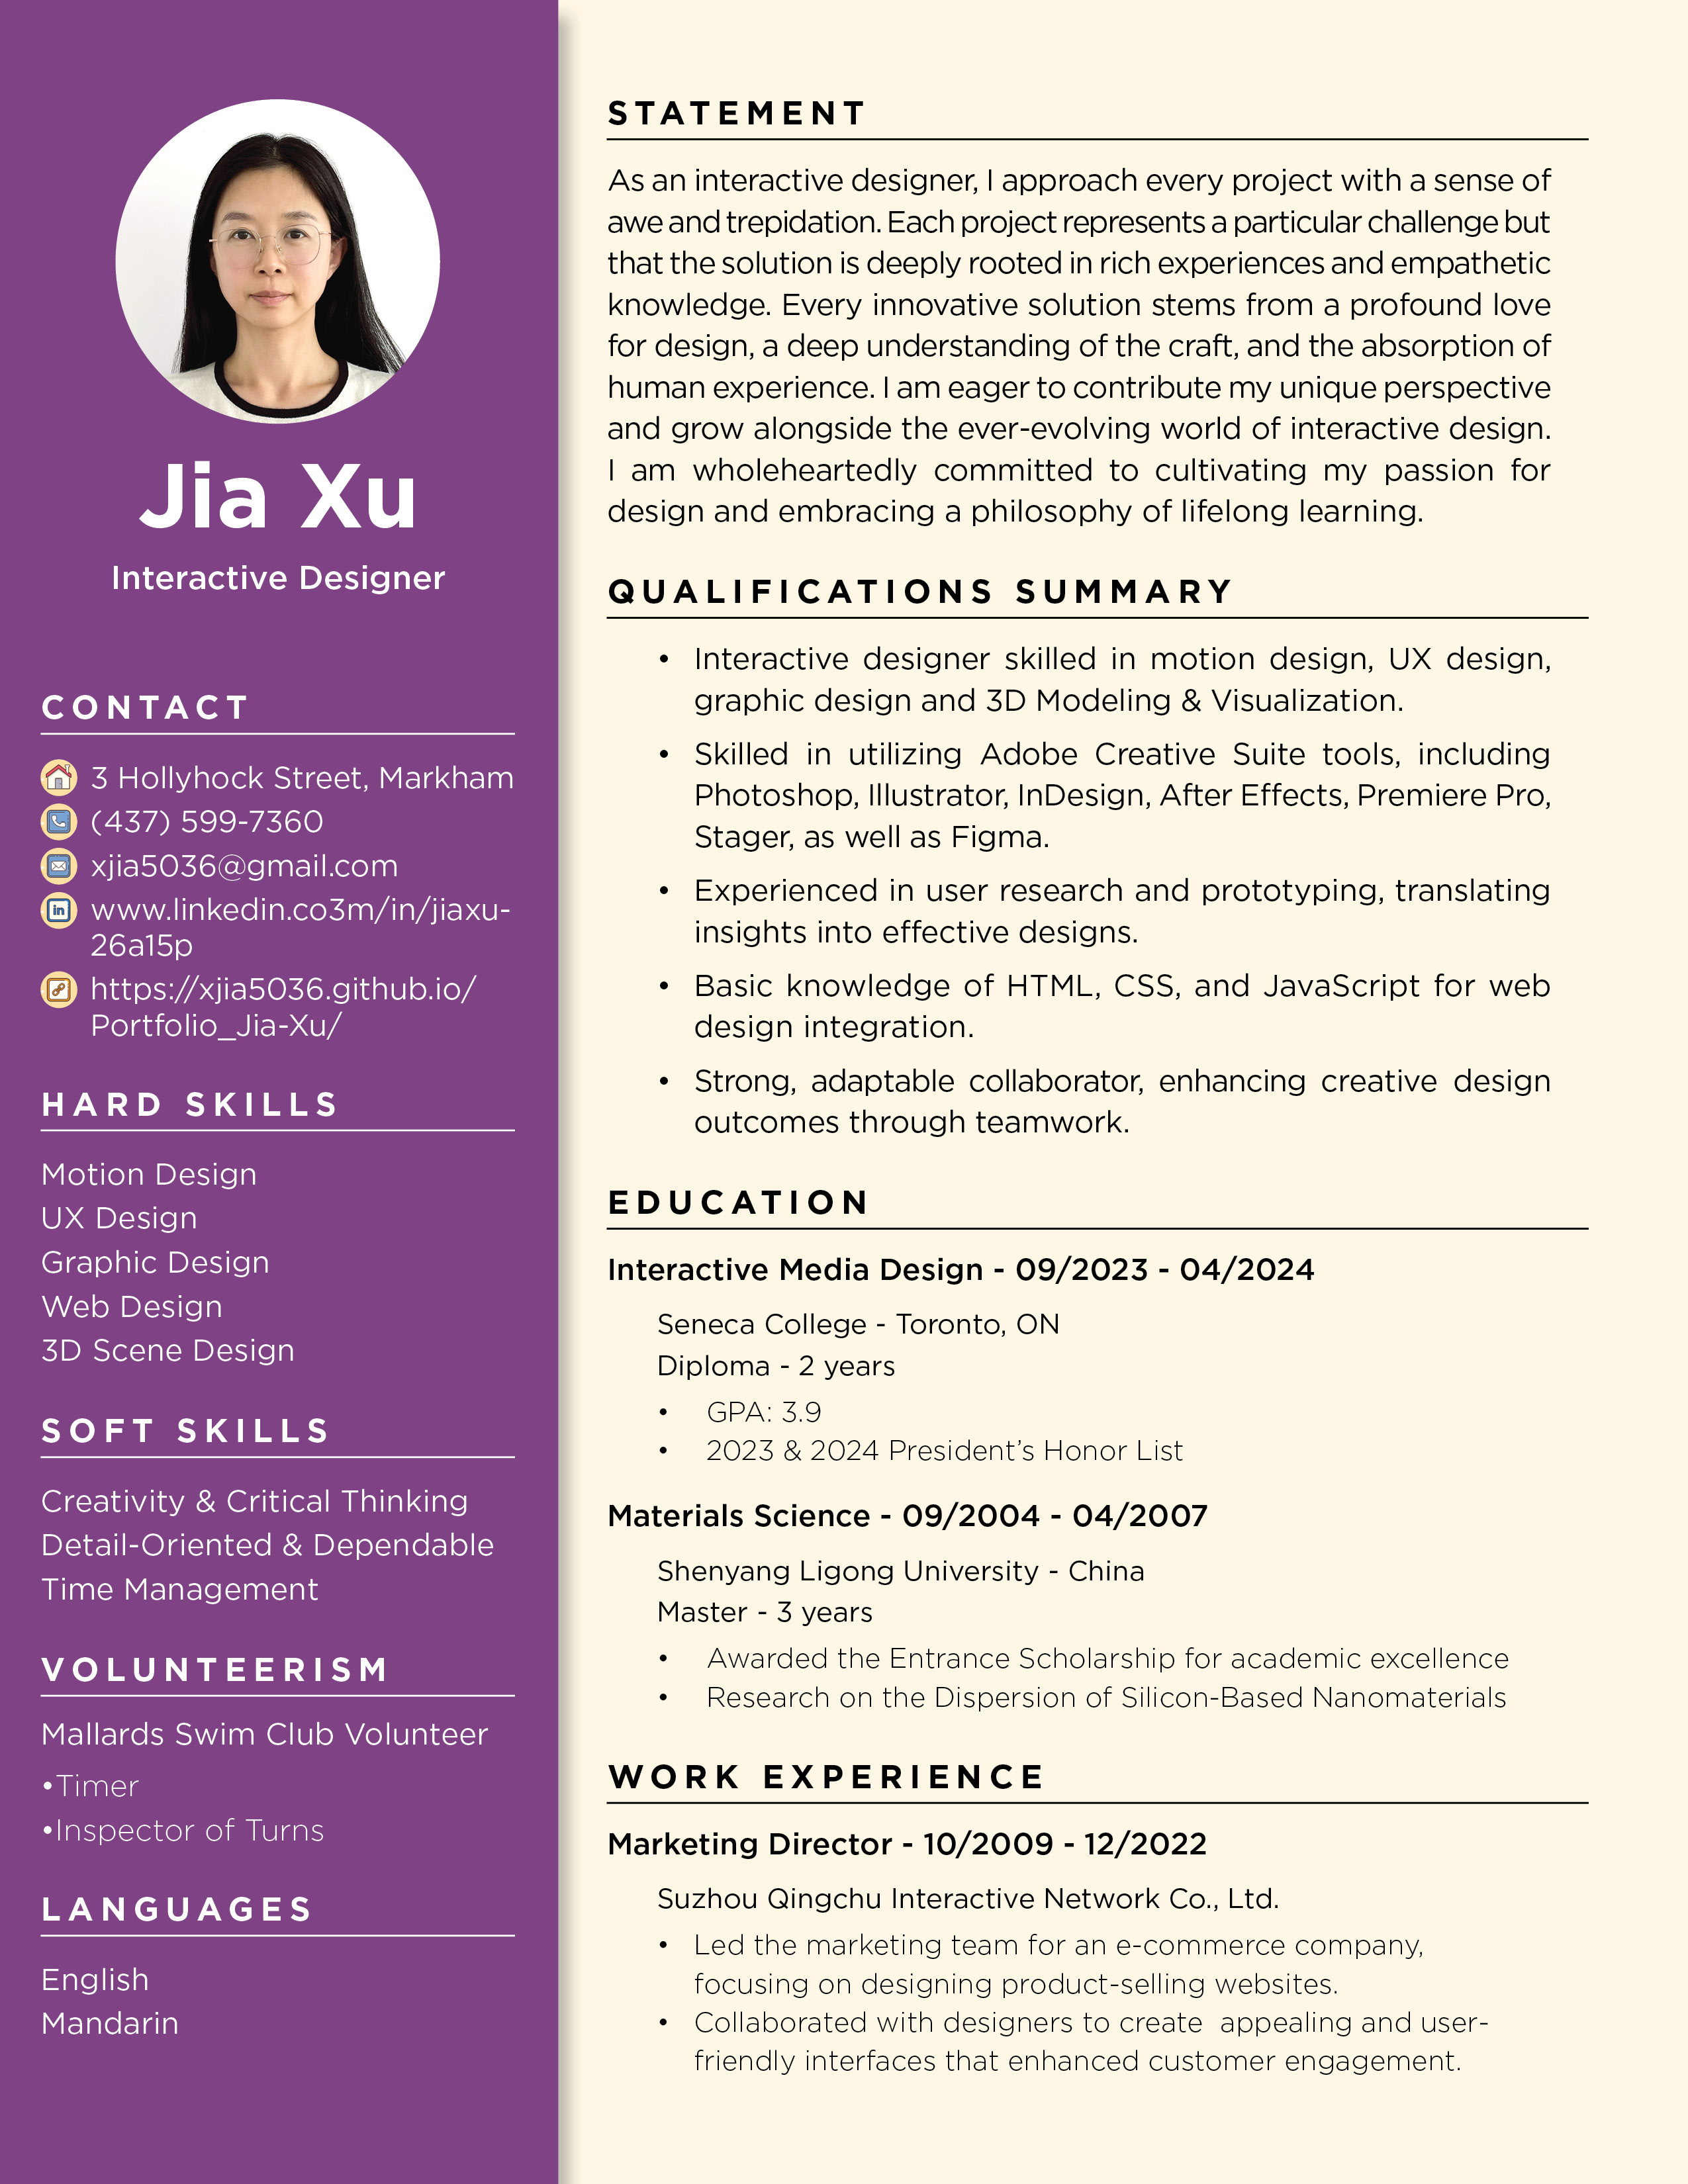 Jia Xu
Interactive Designer
CONTACT
3 Hollyhock Street, Markham
(437) 599-7360
xjia5036@gmail.com
www.linkedin.co3m/in/jiaxu-
26a15p
https://xjia5036.github.io/
Portfolio_Jia-Xu/
HARD SKILLS
Motion Design
UX Design
Graphic Design
Web Design
3D Scene Design
SOFT SKILLS
Creativity & Critical Thinking
Detail-Oriented & Dependable
Time Management
VOLUNTEERISM
Mallards Swim Club Volunteer
•Timer
•Inspector of Turns
LANGUAGES
English
Mandarin
STATEMENT
As an interactive designer, I approach every project with a sense of
awe and trepidation. Each project represents a particular challenge but
that the solution is deeply rooted in rich experiences and empathetic
knowledge. Every innovative solution stems from a profound love
for design, a deep understanding of the craft, and the absorption of
human experience. I am eager to contribute my unique perspective
and grow alongside the ever-evolving world of interactive design.
I am wholeheartedly committed to cultivating my passion for
design and embracing a philosophy of lifelong learning.
QUALIFICATIONS SUMMARY
• Interactive designer skilled in motion design, UX design,
graphic design and 3D Modeling & Visualization.
• Skilled in utilizing Adobe Creative Suite tools, including
Photoshop, Illustrator, InDesign, After Effects, Premiere Pro,
Stager, as well as Figma.
• Experienced in user research and prototyping, translating
insights into effective designs.
• Basic knowledge of HTML, CSS, and JavaScript for web
design integration.
• Strong, adaptable collaborator, enhancing creative design
outcomes through teamwork.
EDUCATION
Interactive Media Design - 09/2023 - 04/2024
Seneca College - Toronto, ON
Diploma - 2 years
• GPA: 3.9
• 2023 & 2024 President’s Honor List
Materials Science - 09/2004 - 04/2007
Shenyang Ligong University - China
Master - 3 years
• Awarded the Entrance Scholarship for academic excellence
• Research on the Dispersion of Silicon-Based Nanomaterials
WORK EXPERIENCE
Marketing Director - 10/2009 - 12/2022
Suzhou Qingchu Interactive Network Co., Ltd.
• Led the marketing team for an e-commerce company,
focusing on designing product-selling websites.
• Collaborated with designers to create  appealing and user-
friendly interfaces that enhanced customer engagement.